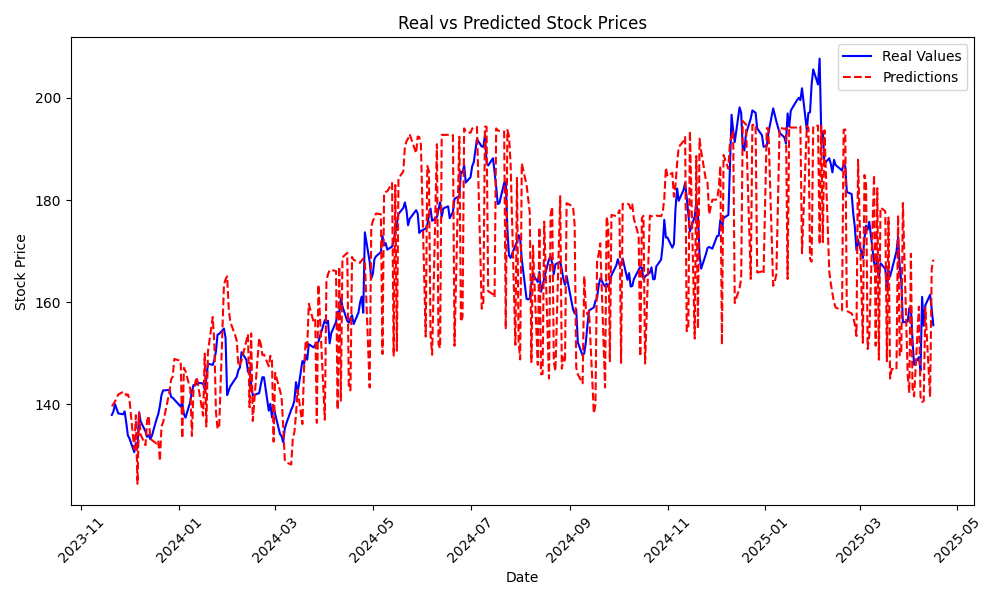 Real vs Predicted Stock Prices
Real Values
Predictions
Stock Price
200
180
160
140
2023-11
2024-01
2024-03
2024-05
2024-07
2024-09
2024-11
2025-01
2025-03
2025-05
Date